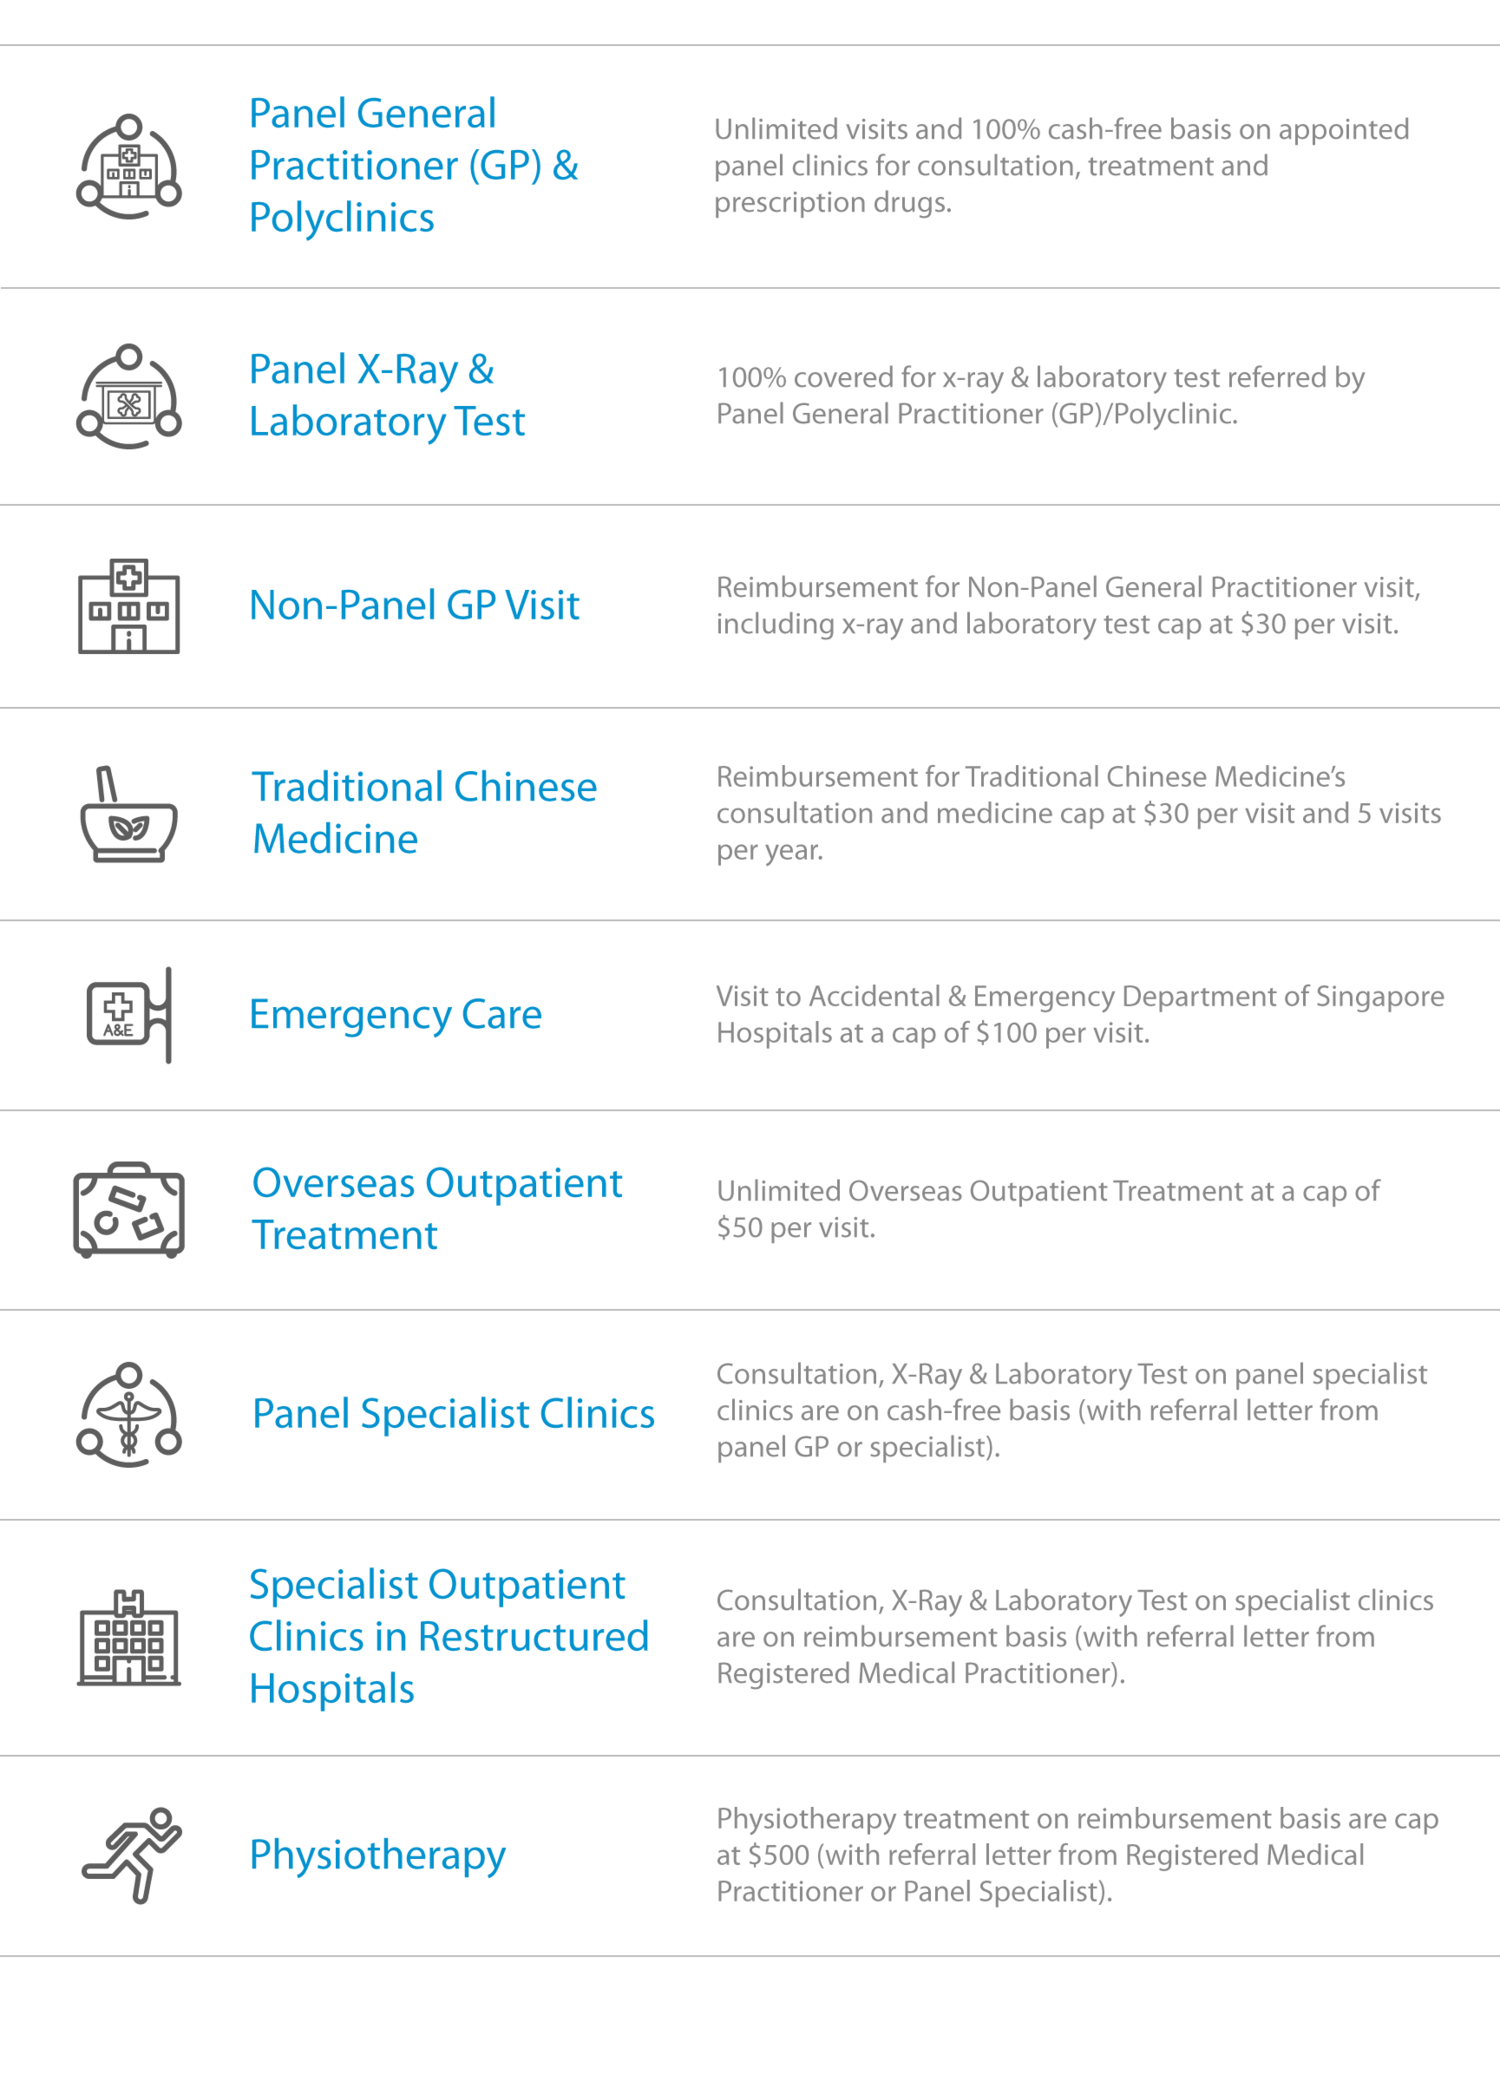 Panel General
Practitioner (GP) &
Polyclinics
Unlimited visits and 100% cash-free basis on appointed
panel clinics for consultation, treatment and
prescription drugs.
Panel X-Ray &
Laboratory Test
100% covered for x-ray & laboratory test referred by
Panel General Practitioner (GP)/Polyclinic.
Non-Panel GP Visit
Reimbursement for Non-Panel General Practitioner visit,
including x-ray and laboratory test cap at $30 per visit.
Traditional Chinese
Medicine
Reimbursement for Traditional Chinese Medicine’s
consultation and medicine cap at $30 per visit and 5 visits
per year.
A&E
Emergency Care
Visit to Accidental & Emergency Department of Singapore
Hospitals at a cap of $100 per visit.
Overseas Outpatient
Treatment
Unlimited Overseas Outpatient Treatment at a cap of
$50 per visit.
Panel Specialist Clinics
Consultation, X-Ray & Laboratory Test on panel specialist
clinics are on cash-free basis (with referral letter from
panel GP or specialist).
Specialist Outpatient
Clinics in Restructured
Hospitals
Consultation, X-Ray & Laboratory Test on specialist clinics
are on reimbursement basis (with referral letter from
Registered Medical Practitioner).
Physiotherapy
Physiotherapy treatment on reimbursement basis are cap
at $500 (with referral letter from Registered Medical
Practitioner or Panel Specialist).